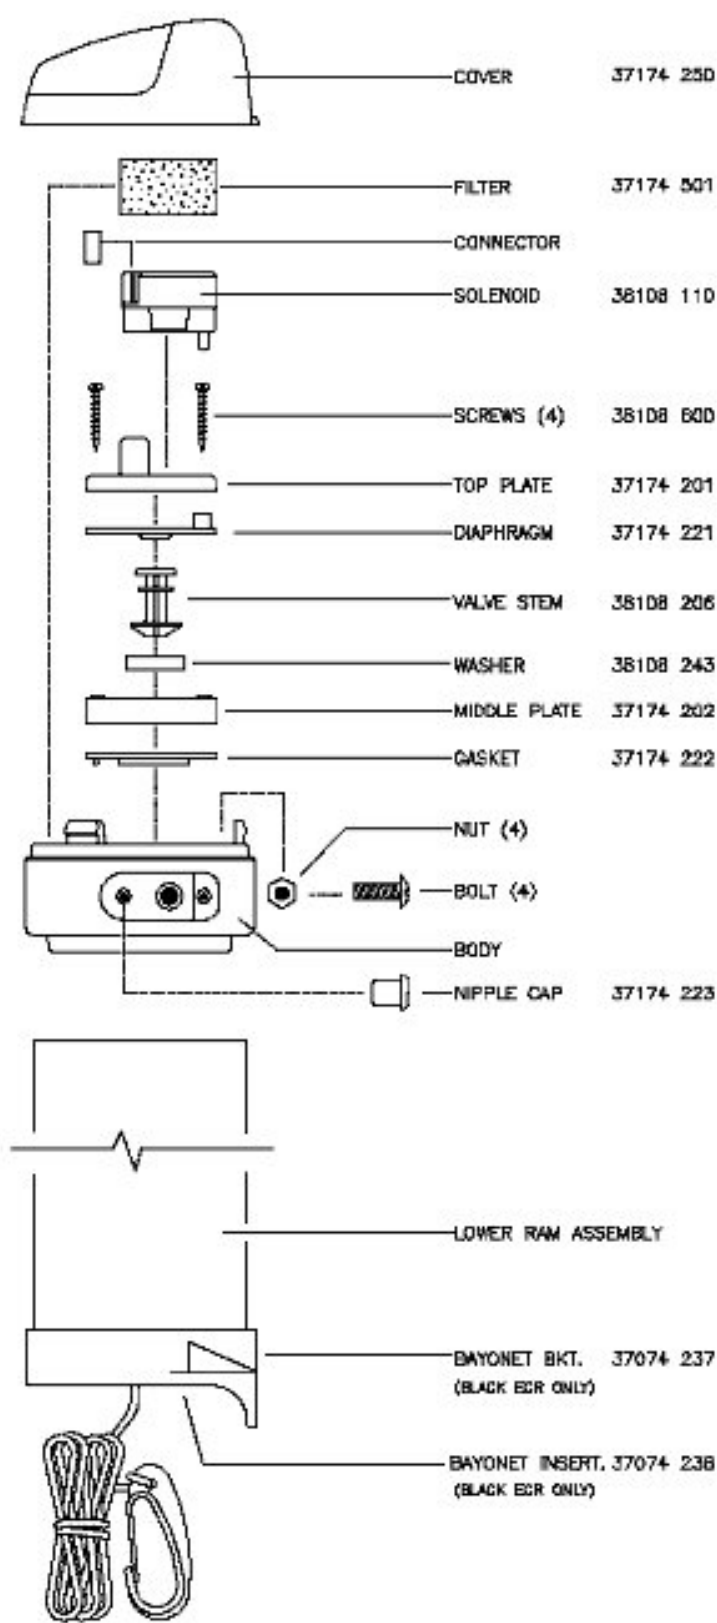 COVER 37174 250
FILTER 37174 501
CONNECTOR
SOLENOID 38108 110
SCREWS (4) 38108 600
TOP PLATE 37174 201
DIAPHRAGM 37174 221
VALVE STEM 38108 206
WASHER 38108 243
MIDDLE PLATE 37174 202
GASKET 37174 222
NUT (4)
BOLT (4)
BODY
NIPPLE CAP 37174 223
LOWER RAM ASSEMBLY
BAYONET BKT. 37074 237
(BLACK ECR ONLY)
BAYONET INSERT. 37074 238
(BLACK ECR ONLY)